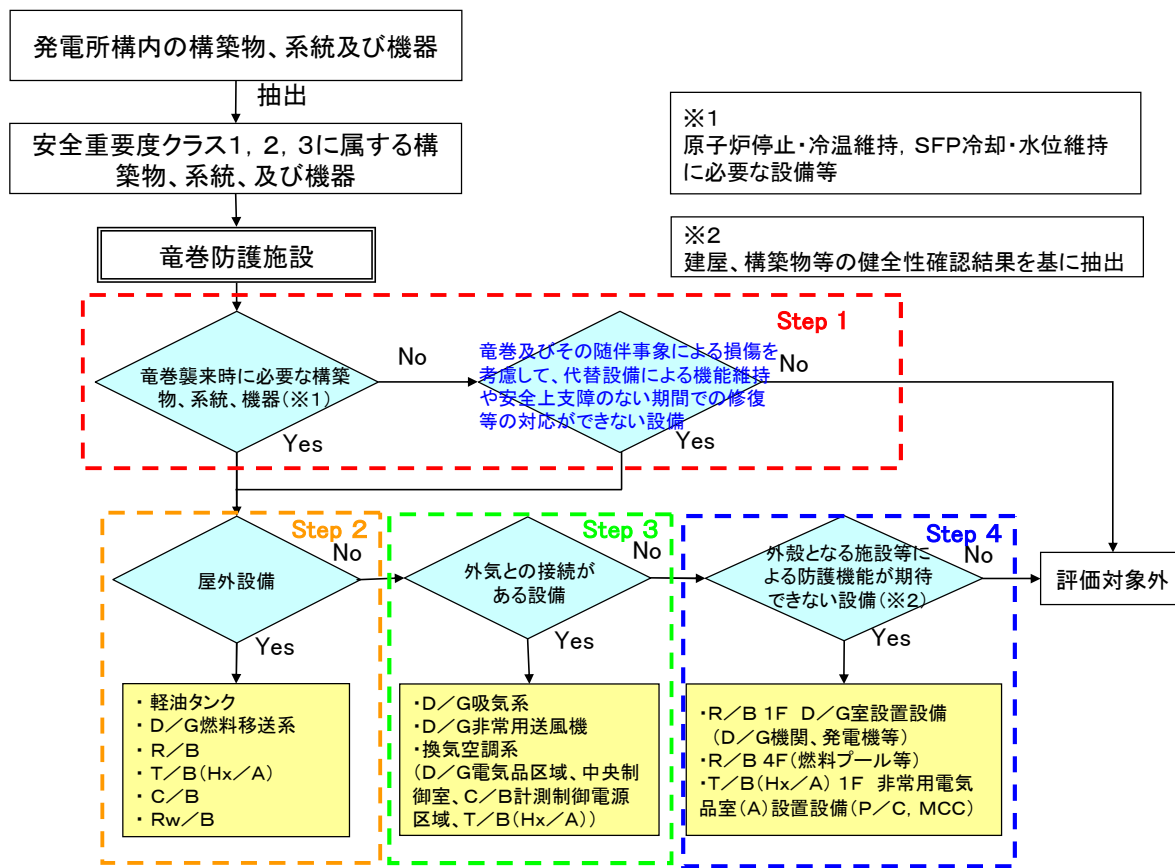 発電所構内の構築物、系統及び機器
抽出
安全重要度クラス1，2，3に属する構
築物、系統、及び機器
竜巻防護施設
※1
原子炉停止・冷温維持，SFP冷却・水位維持
に必要な設備等
※2
建屋、構築物等の健全性確認結果を基に抽出
Step 1
竜巻襲来時に必要な構築
物、系統、機器(※1)
No
Yes
竜巻及びその随伴事象による損傷を
考慮して、代替設備による機能維持
や安全上支障のない期間での修復
等の対応ができない設備
No
Yes
Step 2
屋外設備
No
Yes
・ 軽油タンク
・ D／G燃料移送系
・ R／B
・ T／B(Hx／A)
・ C／B
・ Rw／B
Step 3
外気との接続が
ある設備
No
Yes
・D／G吸気系
・D／G非常用送風機
・換気空調系
(D／G電気品区域、中央制
御室、C／B計測制御電源
区域、T／B(Hx／A))
Step 4
外殻となる施設等に
よる防護機能が期待
できない設備(※2)
No
Yes
・R／B 1F　D／G室設置設備
(D／G機関、発電機等)
・R／B 4F(燃料プール等)
・T／B(Hx／A) 1F 非常用電気
品室(A)設置設備(P／C, MCC)
評価対象外